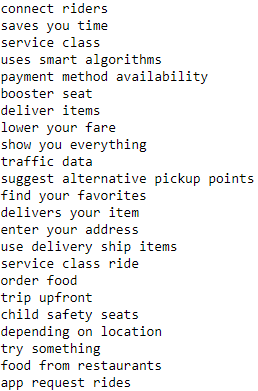 connect riders
saves you time
service class
uses smart algorithms
payment method availability
booster seat
deliver items
lower your fare
show you everything
traffic data
suggest alternative pickup points
find your favorites
delivers your item
enter your address
use delivery ship items
service class ride
order food
trip upfront
child safety seats
depending on location
try something
food from restaurants
app request rides